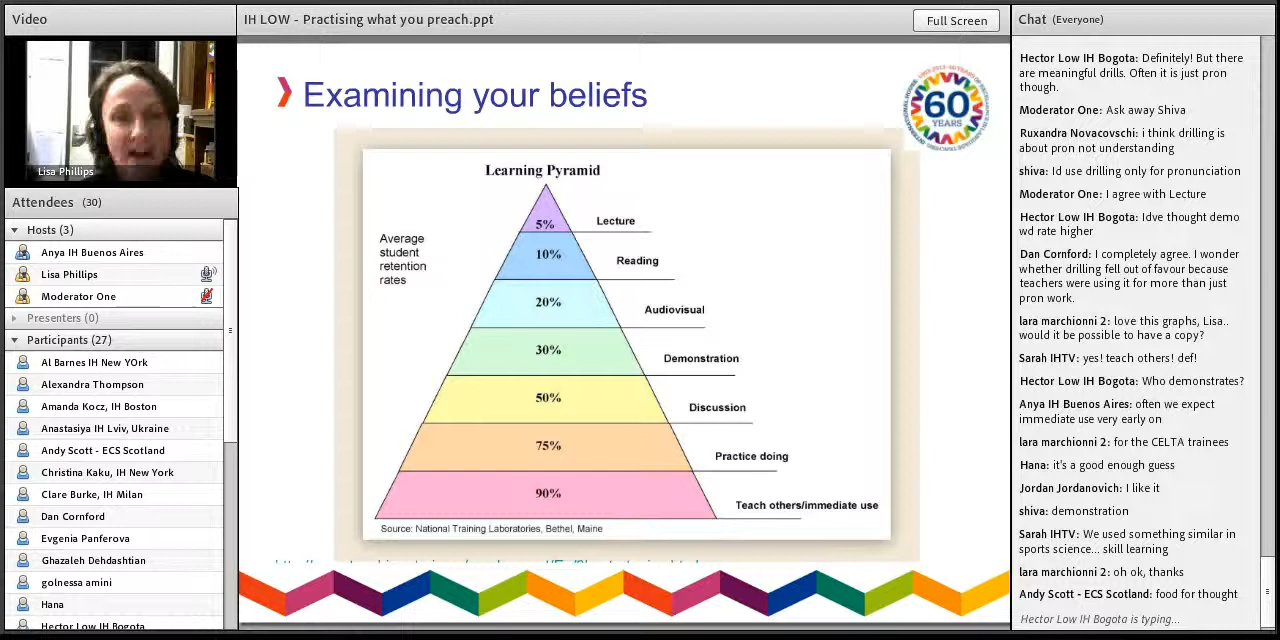 Video
Lisa Phillips
Attendees (30)
Hosts (3)
Anya IH Buenos Aires
Lisa Phillips
Moderator One
Presenters (0)
Participants (27)
Al Barnes IH New YOrk
Alexandra Thompson
Amanda Kocz, IH Boston
Anastasiya IH Lviv, Ukraine
Andy Scott - ECS Scotland
Christina Kaku, IH New York
Clare Burke, IH Milan
Dan Cornford
Evgenia Panferova
Ghazaleh Dehdashtian
golnessa amini
Hana
Hector Low IH Bogota
IH LOW - Practising what you preach.ppt
Full Screen
Examining your beliefs
60
YEARS
Learning Pyramid
Average
student
retention
rates
5%
Lecture
10%
Reading
20%
Audiovisual
30%
Demonstration
50%
Discussion
75%
Practice doing
90%
Teach others/immediate use
Source: National Training Laboratories, Bethel, Maine
Chat (Everyone)
Hector Low IH Bogota: Definitely! But there
are meaningful drills. Often it is just pron
though.
Moderator One: Ask away Shiva
Ruxandra Novacovschi: i think drilling is
about pron not understanding
shiva: Id use drilling only for pronunciation
Moderator One: I agree with Lecture
Hector Low IH Bogota: Idve thought demo
wd rate higher
Dan Cornford: I completely agree. I wonder
whether drilling fell out of favour because
teachers were using it for more than just
pron work.
lara marchionni 2: love this graphs, Lisa..
would it be possible to have a copy?
Sarah IHTV: yes! teach others! def!
Hector Low IH Bogota: Who demonstrates?
Anya IH Buenos Aires: often we expect
immediate use very early on
lara marchionni 2: for the CELTA trainees
Hana: it's a good enough guess
Jordan Jordanovich: I like it
shiva: demonstration
Sarah IHTV: We used something similar in
sports science... skill learning
lara marchionni 2: oh ok, thanks
Andy Scott - ECS Scotland: food for thought
Hector Low IH Bogota is typing...